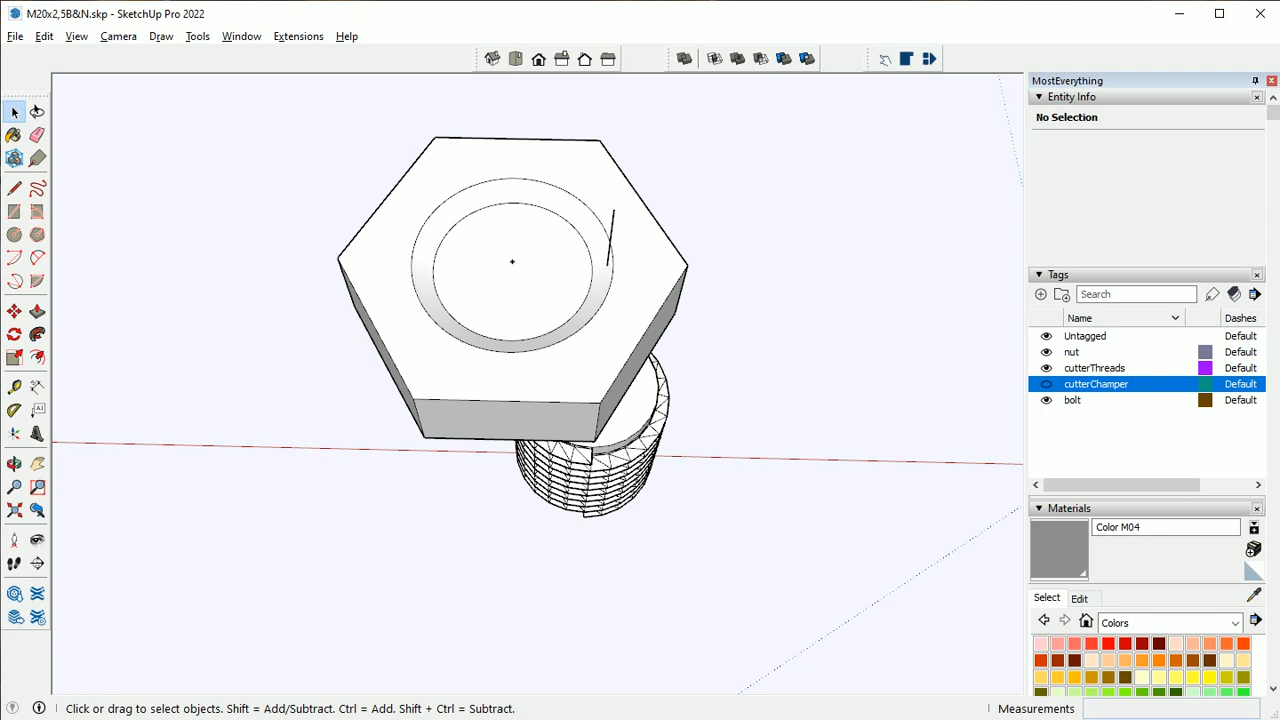 M20x2,5B&N.skp - SketchUp Pro 2022
File Edit View Camera Draw Tools Window Extensions Help
MostEverything
Entity Info
No Selection
Tags
Search
Name Dashes
Untagged Default
nut Default
cutterThreads Default
cutterChamper Default
bolt Default
Materials
Color M04
Select Edit
Colors
Click or drag to select objects. Shift = Add/Subtract. Ctrl = Add. Shift + Ctrl = Subtract.
Measurements